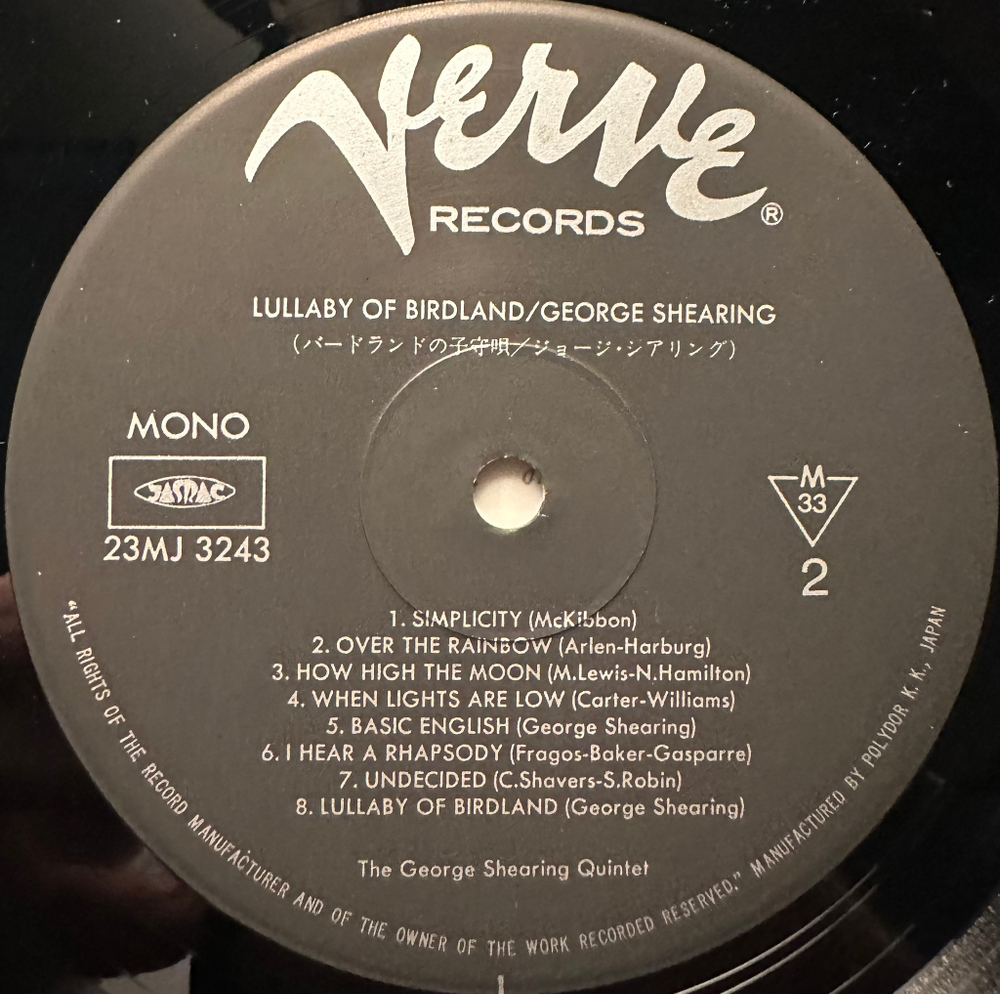 Verve
RECORDS
®
LULLABY OF BIRDLAND/GEORGE SHEARING
(バードランドの子守唄/ジョージ・シアリング)
MONO
JASRAC
23MJ 3243
M
33
2
1. SIMPLICITY (McKibbon)
2. OVER THE RAINBOW (Arlen-Harburg)
3. HOW HIGH THE MOON (M.Lewis-N.Hamilton)
4. WHEN LIGHTS ARE LOW (Carter-Williams)
5. BASIC ENGLISH (George Shearing)
6. I HEAR A RHAPSODY (Fragos-Baker-Gasparre)
7. UNDECIDED (C.Shavers-S.Robin)
8. LULLABY OF BIRDLAND (George Shearing)
The George Shearing Quintet
“ALL RIGHTS OF THE RECORD MANUFACTURER AND OF THE OWNER OF THE WORK RECORDED RESERVED.” MANUFACTURED BY POLYDOR K. K., JAPAN